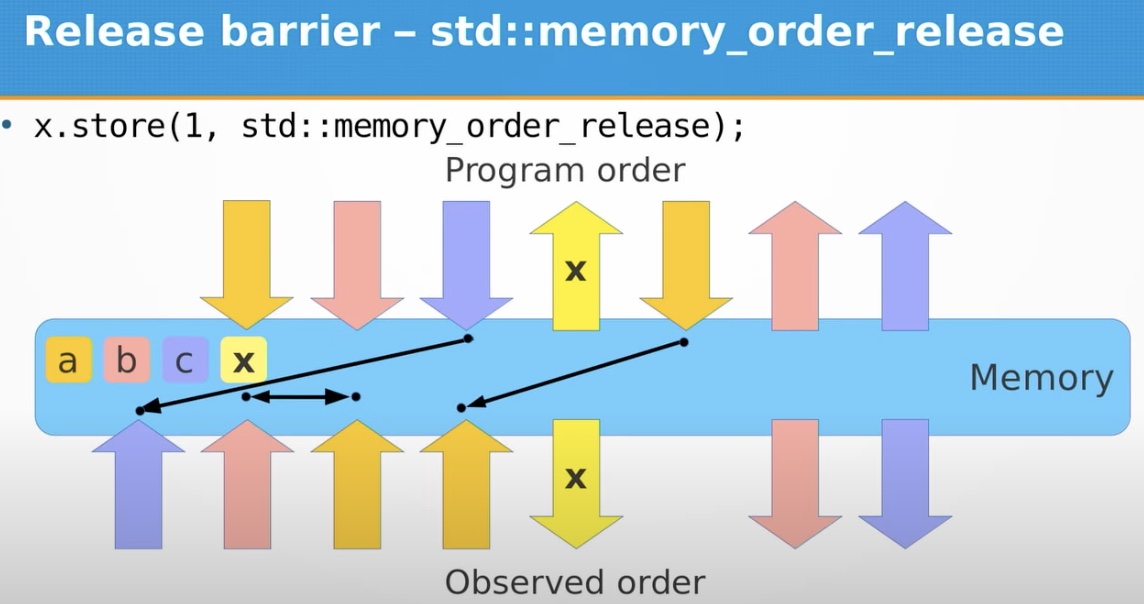 Release barrier – std::memory_order_release
• x.store(1, std::memory_order_release);
Program order
x
a b c x
Memory
x
Observed order